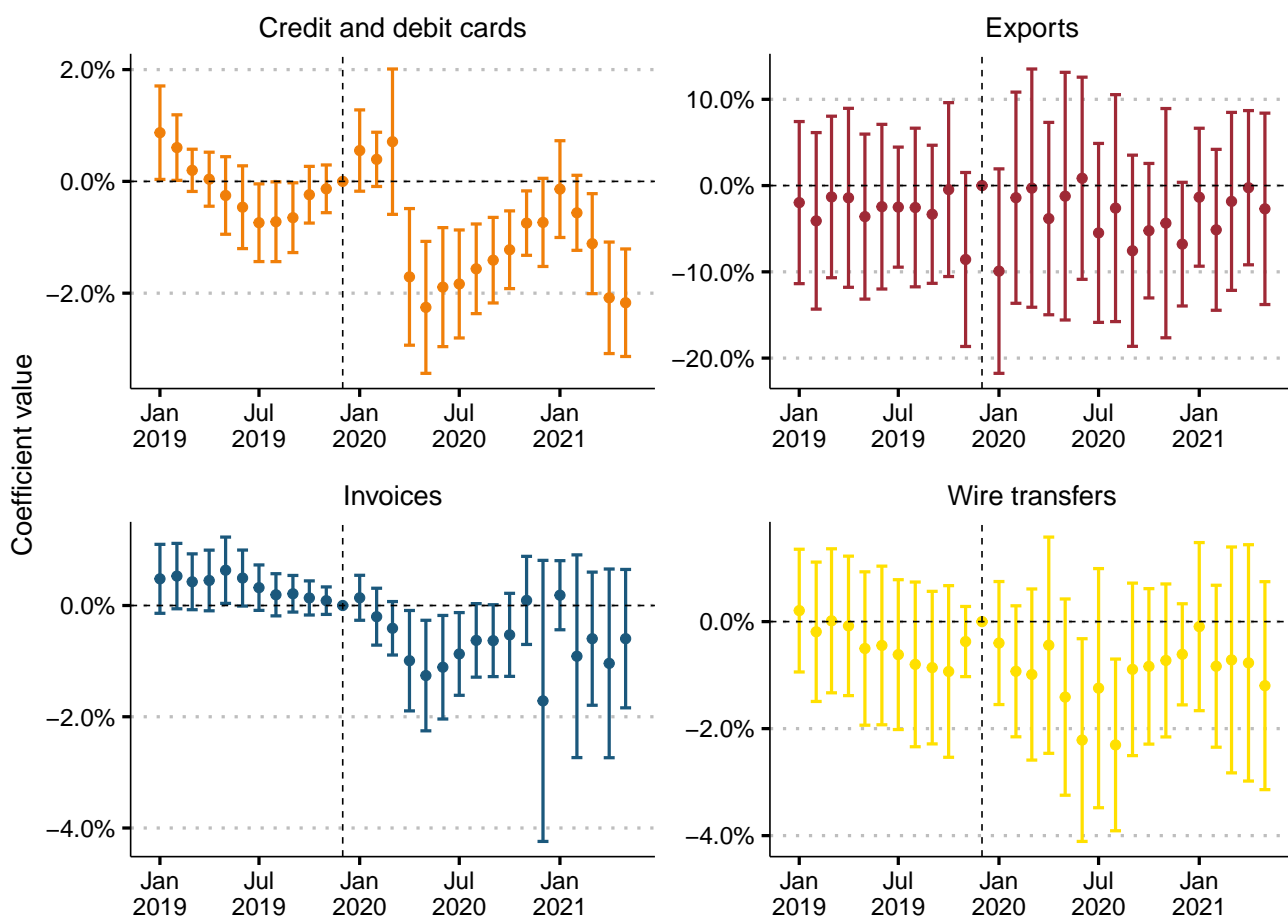 Coefficient value
Credit and debit cards
2.0%
0.0%
−2.0%
Jan Jul Jan Jul Jan
2019 2019 2020 2020 2021
Exports
10.0%
0.0%
−10.0%
−20.0%
Jan Jul Jan Jul Jan
2019 2019 2020 2020 2021
Invoices
0.0%
−2.0%
−4.0%
Jan Jul Jan Jul Jan
2019 2019 2020 2020 2021
Wire transfers
0.0%
−2.0%
−4.0%
Jan Jul Jan Jul Jan
2019 2019 2020 2020 2021